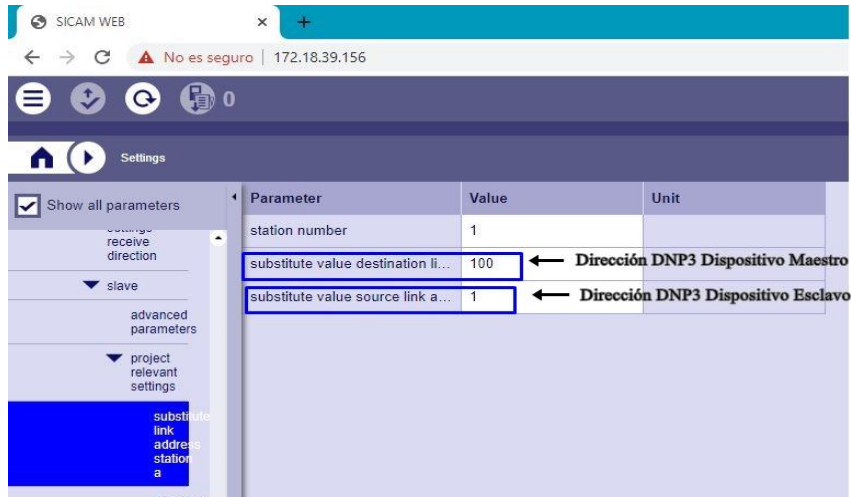 SICAM WEB
No es seguro | 172.18.39.156
0
Settings
Show all parameters
Parameter Value Unit
station number 1
substitute value destination li... 100 Dirección DNP3 Dispositivo Maestro
substitute value source link a... 1 Dirección DNP3 Dispositivo Esclavo
settings
receive
direction
slave
advanced
parameters
project
relevant
settings
substitute
link
address
station
a